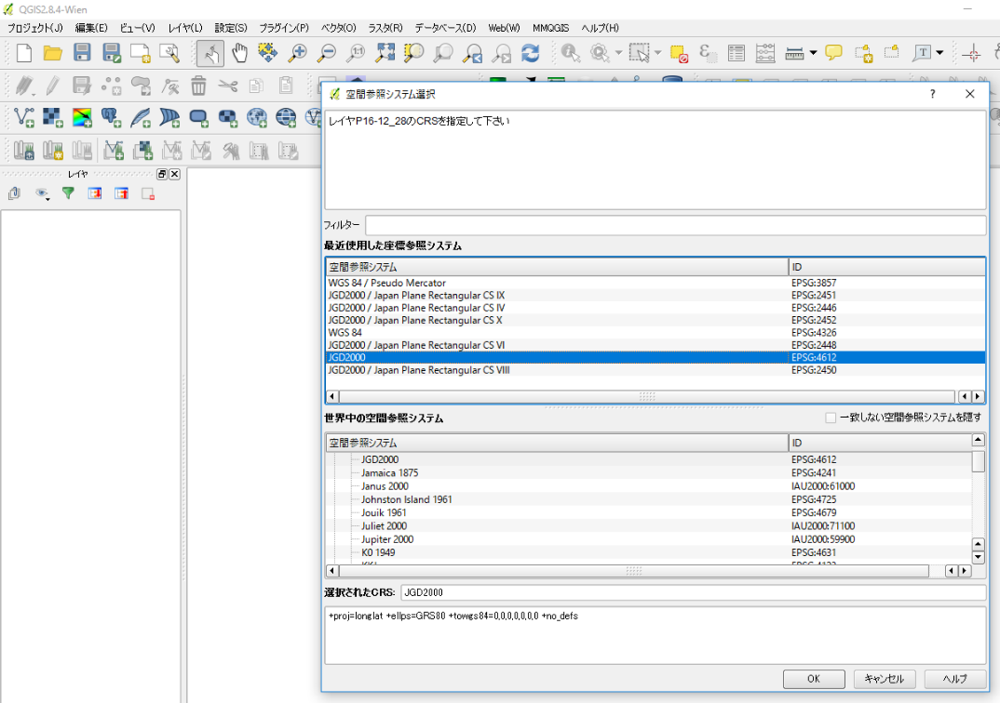 QGIS2.8.4-Wien
プロジェクト(J) 編集(E) ビュー(V) レイヤ(L) 設定(S) プラグイン(P) ベクタ(O) ラスタ(R) データベース(D) Web(W) MMQGIS ヘルプ(H)
空間参照システム選択
レイヤP16-12_28のCRSを指定して下さい
レイヤ
フィルター
最近使用した座標参照システム
空間参照システム ID
WGS 84 / Pseudo Mercator EPSG:3857
JGD2000 / Japan Plane Rectangular CS IX EPSG:2451
JGD2000 / Japan Plane Rectangular CS IV EPSG:2446
JGD2000 / Japan Plane Rectangular CS X EPSG:2452
WGS 84 EPSG:4326
JGD2000 / Japan Plane Rectangular CS VI EPSG:2448
JGD2000 EPSG:4612
JGD2000 / Japan Plane Rectangular CS VIII EPSG:2450
世界中の空間参照システム 一致しない空間参照システムを隠す
空間参照システム ID
JGD2000 EPSG:4612
Jamaica 1875 EPSG:4241
Janus 2000 IAU2000:61000
Johnston Island 1961 EPSG:4725
Jouik 1961 EPSG:4679
Juliet 2000 IAU2000:71100
Jupiter 2000 IAU2000:59900
K0 1949 EPSG:4631
選択されたCRS: JGD2000
+proj=longlat +ellps=GRS80 +towgs84=0,0,0,0,0,0,0 +no_defs
OK キャンセル ヘルプ